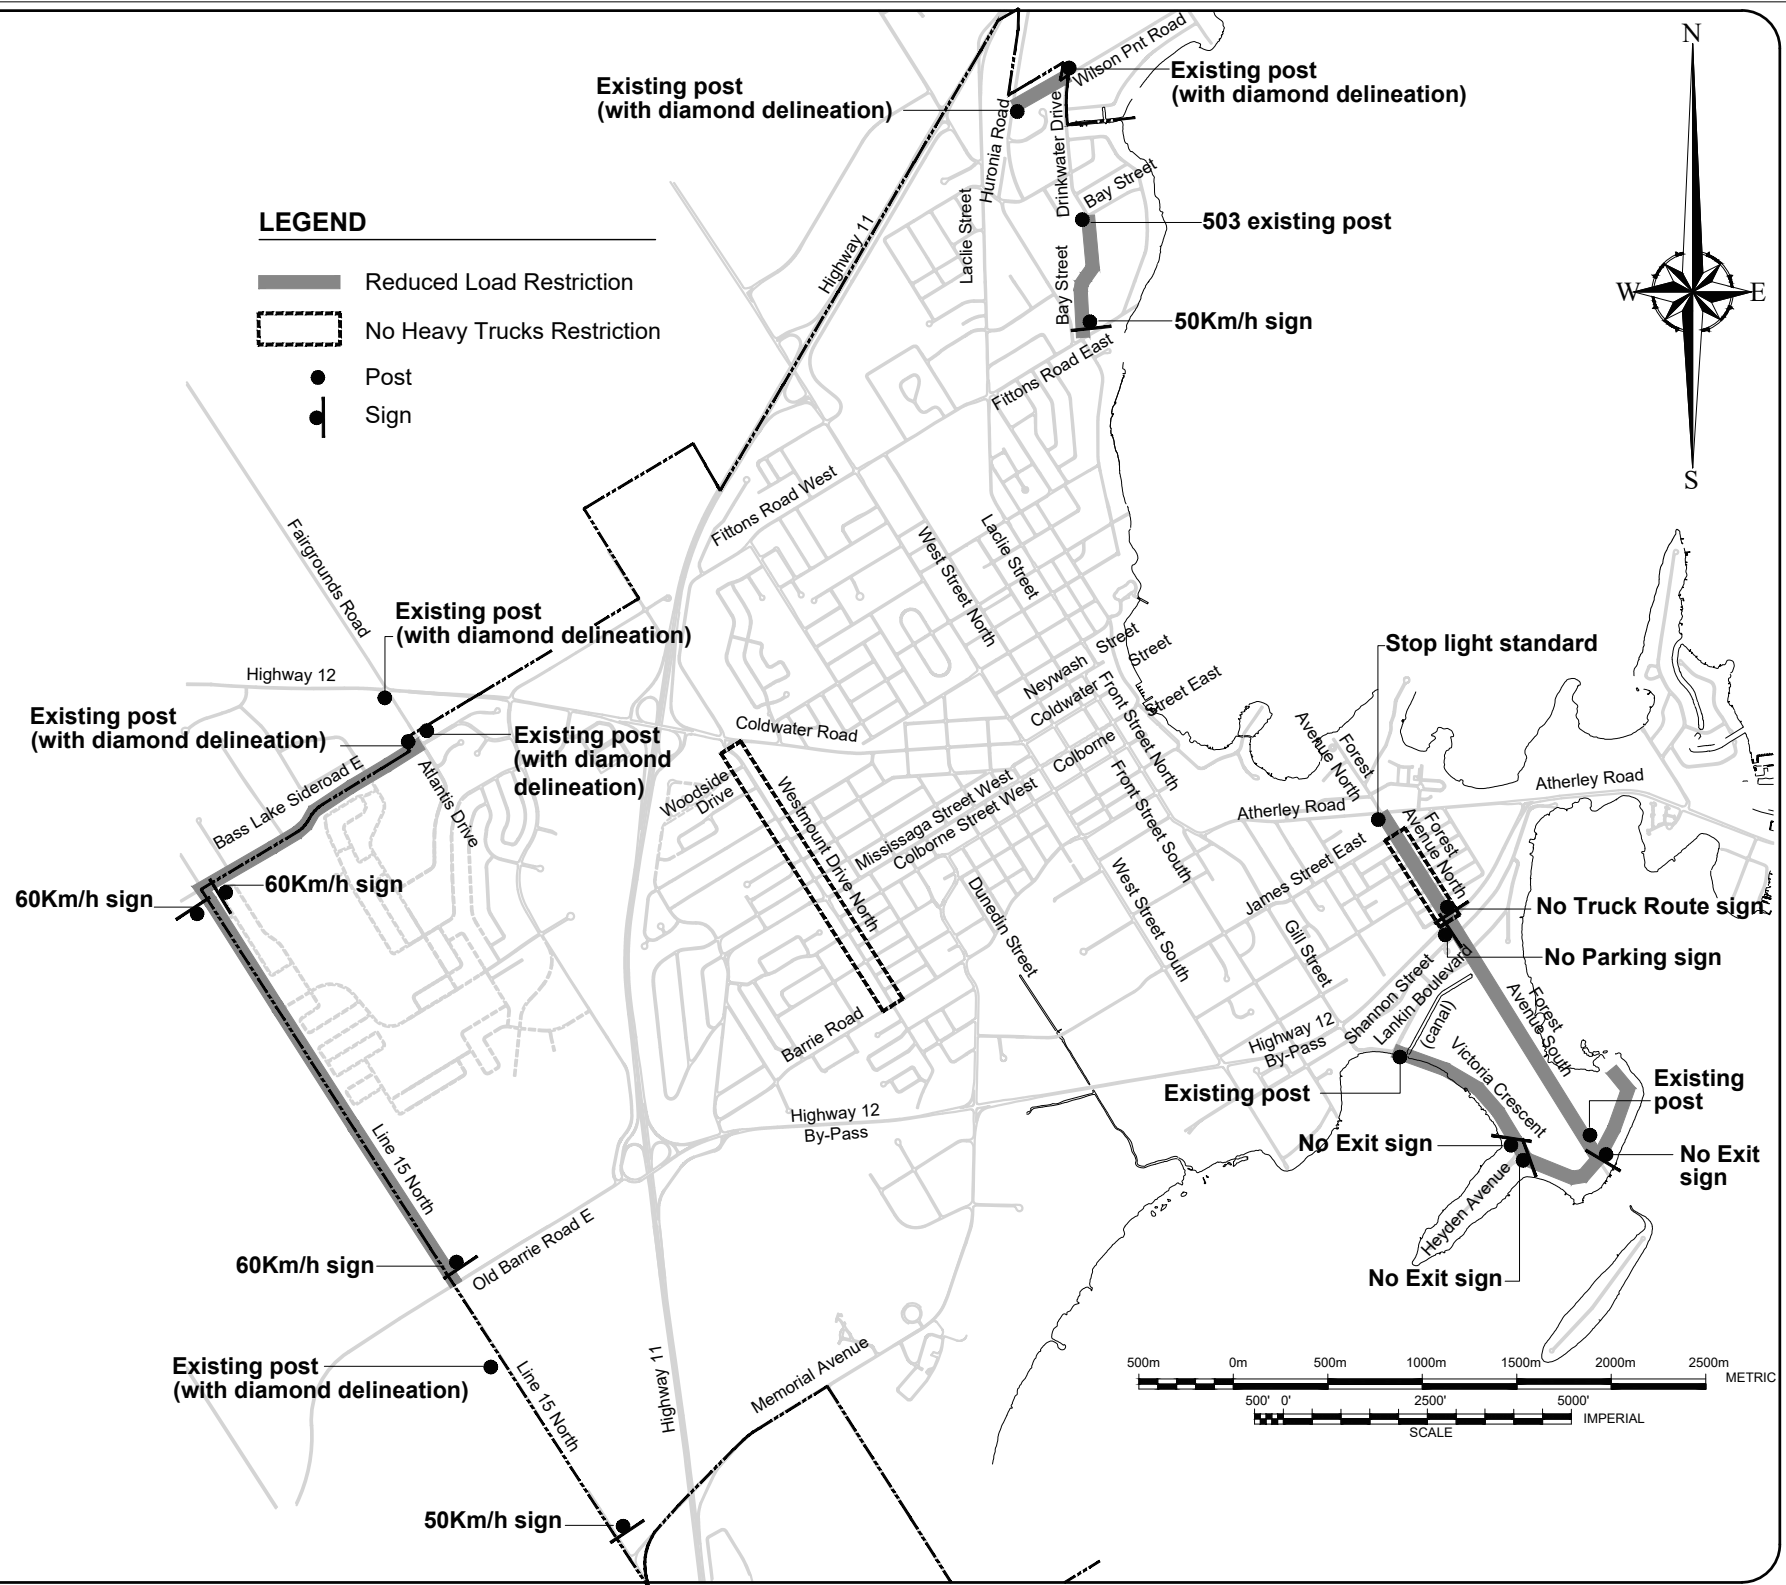 N
Wilson Pnt Road
Existing post
(with diamond delineation)
Existing post
(with diamond delineation)
Huronia Road
Drinkwater Drive
Bay Street
Laclie Street
503 existing post
LEGEND
Highway 11
Reduced Load Restriction
Bay Street
W
E
50Km/h sign
No Heavy Trucks Restriction
Fittons Road East
Post
Sign
S
Fittons Road West
Fairgrounds Road
West Street North
Laclie Street
Existing post
(with diamond delineation)
Neywash Street
Coldwater Street
Stop light standard
Highway 12
Front Street North
Street East
Existing post
(with diamond delineation)
Coldwater Road
Existing post
(with diamond
delineation)
Colborne
Forest
Avenue North
Atherley Road
Atherley Road
Bass Lake Sideroad E
Atlantis Drive
Woodside
Drive
Westmount Drive North
Mississaga Street West
Colborne Street West
Front Street South
Forest
Avenue North
James Street East
60Km/h sign
60Km/h sign
Dunedin Street
West Street South
No Truck Route sign
Gill Street
No Parking sign
Shannon Street
Lankin Boulevard
(canal)
Forest
Avenue South
Barrie Road
Highway 12
By-Pass
Victoria Crescent
Existing post
Existing
post
Highway 12
By-Pass
Line 15 North
No Exit sign
No Exit
sign
Heyden Avenue
Old Barrie Road E
60Km/h sign
No Exit sign
Existing post
(with diamond delineation)
Line 15 North
Highway 11
Memorial Avenue
500m 0m 500m 1000m 1500m 2000m 2500m
METRIC
500' 0' 2500' 5000'
IMPERIAL
SCALE
50Km/h sign